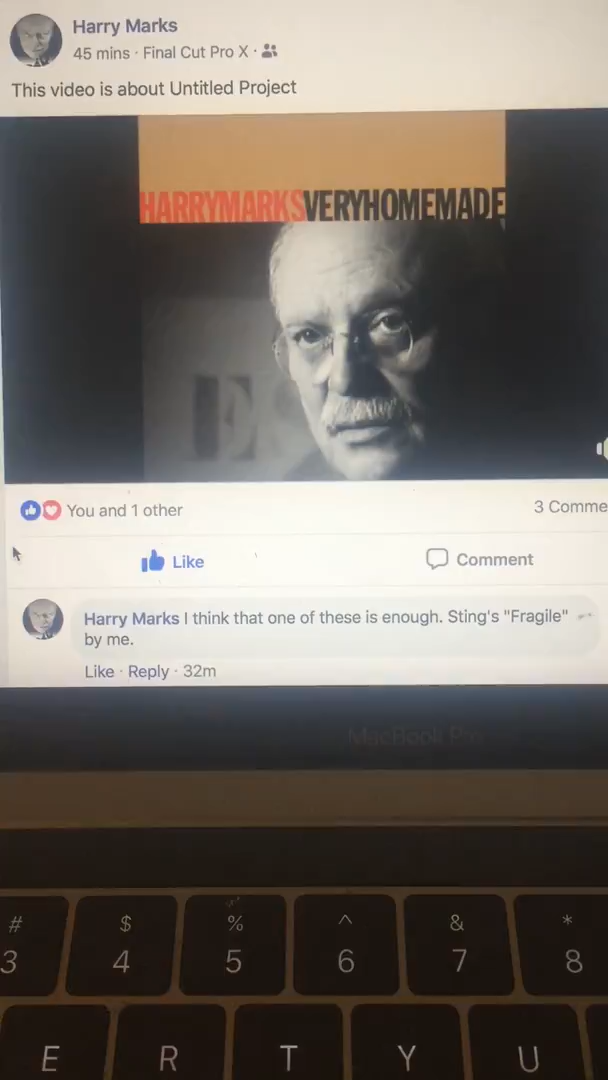 Harry Marks
45 mins · Final Cut Pro X ·
This video is about Untitled Project
HARRYMARKSVERYHOMEMADE
E
You and 1 other
3 Comme
Like
Comment
Harry Marks I think that one of these is enough. Sting's "Fragile"
by me.
Like · Reply · 32m
MacBook Pro
# $ % ^ & *
3 4 5 6 7 8
E R T Y U